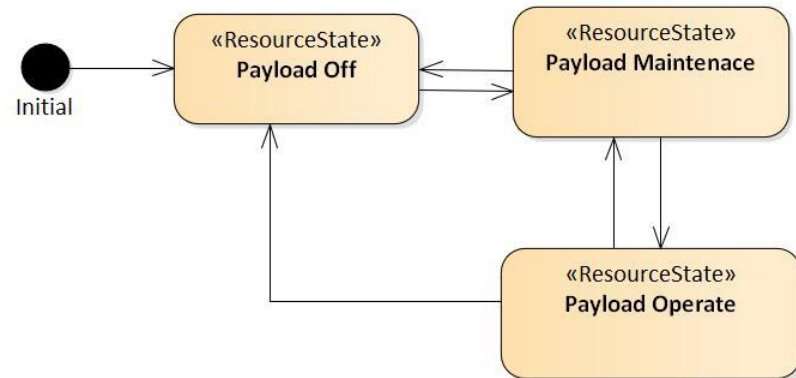 «ResourceState»
Payload Off
«ResourceState»
Payload Maintenace
Initial
«ResourceState»
Payload Operate